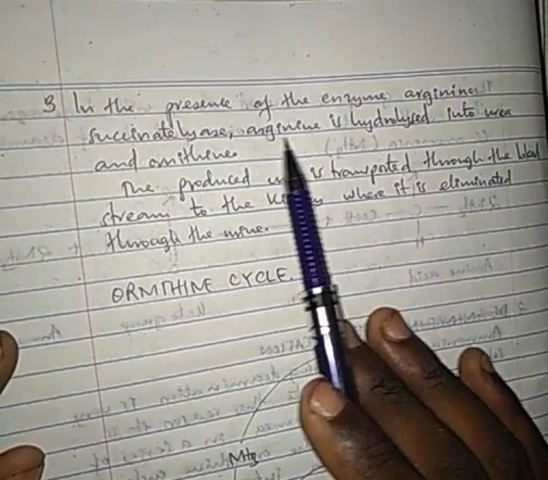 3 In the presence of the enzyme arginino
succinatelyase, arginine is hydrolysed into urea
and ornithine.
The produced is transported through the blood
stream to the where it is eliminated
through the urine.
ORNITHINE CYCLE.